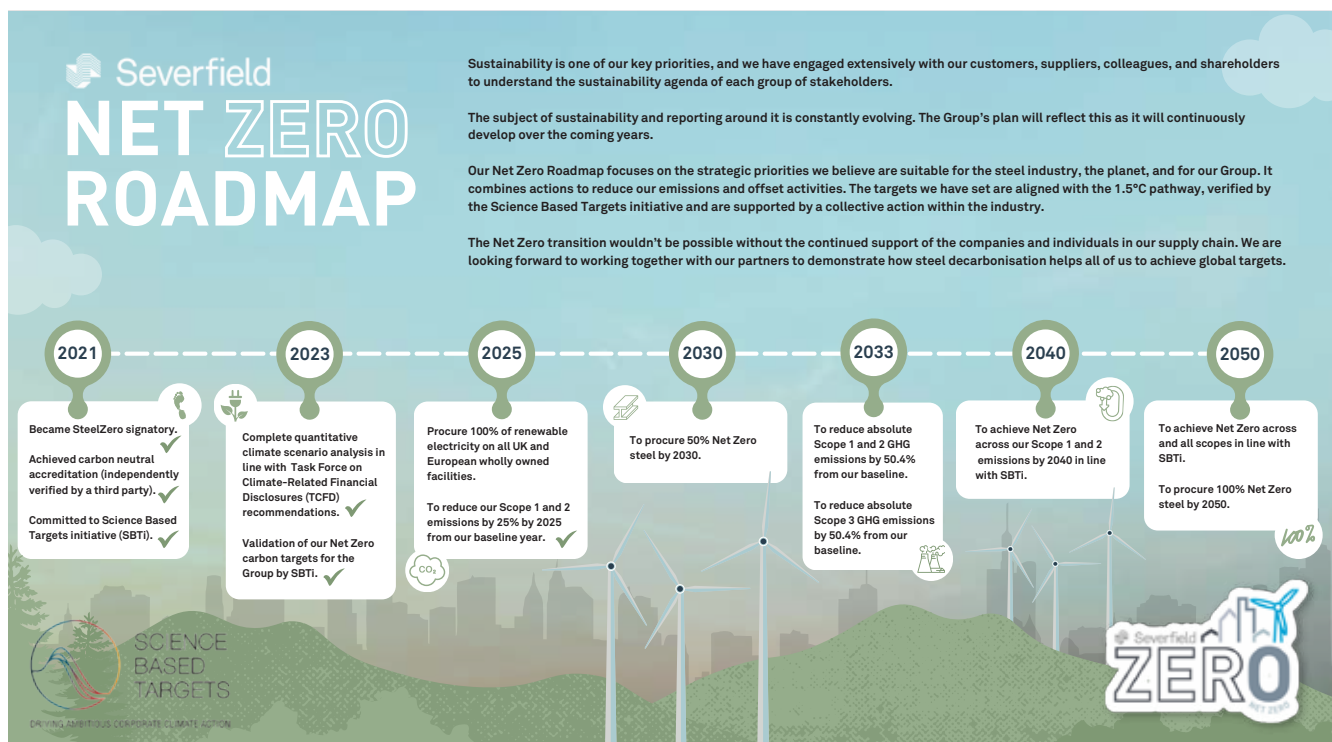 Severfield
NET ZERO
ROADMAP
Sustainability is one of our key priorities, and we have engaged extensively with our customers, suppliers, colleagues, and shareholders
to understand the sustainability agenda of each group of stakeholders.
The subject of sustainability and reporting around it is constantly evolving. The Group's plan will reflect this as it will continuously
develop over the coming years.
Our Net Zero Roadmap focuses on the strategic priorities we believe are suitable for the steel industry, the planet, and for our Group. It
combines actions to reduce our emissions and offset activities. The targets we have set are aligned with the 1.5°C pathway, verified by
the Science Based Targets initiative and are supported by a collective action within the industry.
The Net Zero transition wouldn't be possible without the continued support of the companies and individuals in our supply chain. We are
looking forward to working together with our partners to demonstrate how steel decarbonisation helps all of us to achieve global targets.
2021
Became SteelZero signatory.
Achieved carbon neutral
accreditation (independently
verified by a third party).
Committed to Science Based
Targets initiative (SBTi).
2023
Complete quantitative
climate scenario analysis in
line with Task Force on
Climate-Related Financial
Disclosures (TCFD)
recommendations.
Validation of our Net Zero
carbon targets for the
Group by SBTi.
2025
Procure 100% of renewable
electricity on all UK and
European wholly owned
facilities.
To reduce our Scope 1 and 2
emissions by 25% by 2025
from our baseline year.
CO₂
2030
To procure 50% Net Zero
steel by 2030.
2033
To reduce absolute
Scope 1 and 2 GHG
emissions by 50.4%
from our baseline.
To reduce absolute
Scope 3 GHG emissions
by 50.4% from our
baseline.
2040
To achieve Net Zero
across our Scope 1 and 2
emissions by 2040 in line
with SBTi.
2050
To achieve Net Zero across
and all scopes in line with
SBTi.
To procure 100% Net Zero
steel by 2050.
100%
SCIENCE
BASED
TARGETS
DRIVING AMBITIOUS CORPORATE CLIMATE ACTION
Severfield
ZERO
NET ZERO